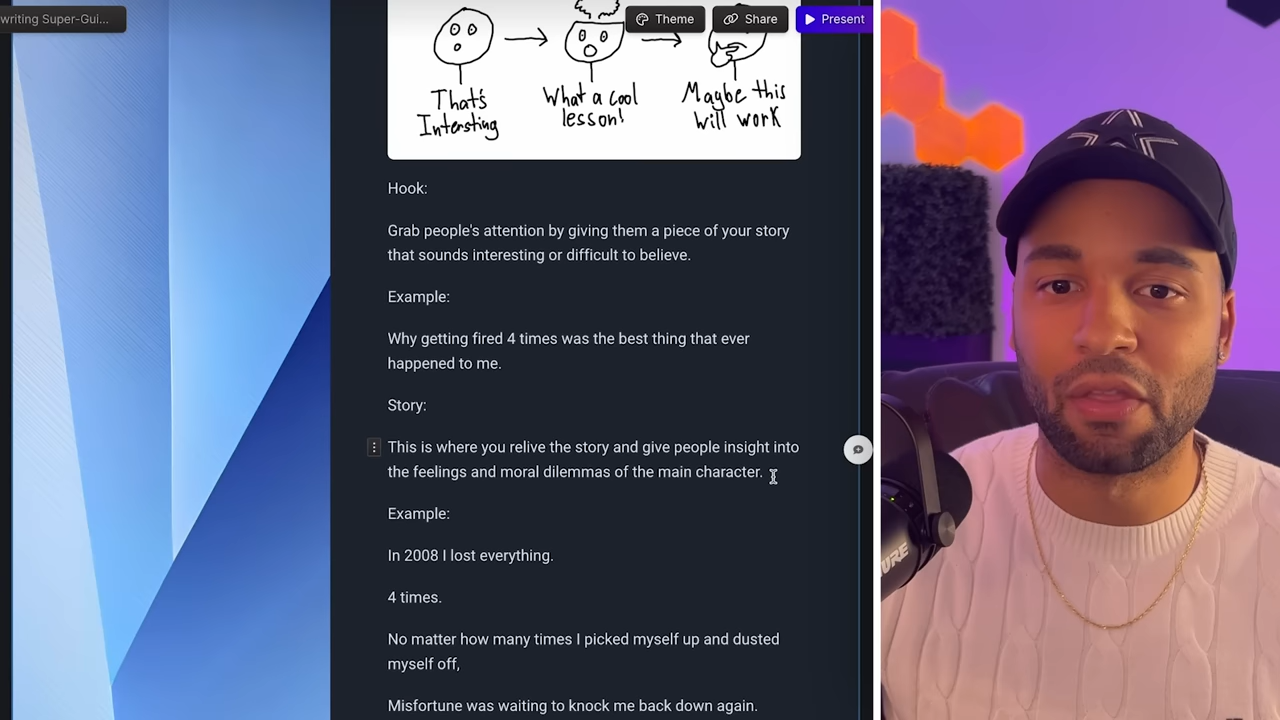 writing Super-Gui...
Theme
Share
Present
That's
Intersting
What a cool
lesson!
Maybe this
will work
Hook:
Grab people's attention by giving them a piece of your story
that sounds interesting or difficult to believe.
Example:
Why getting fired 4 times was the best thing that ever
happened to me.
Story:
This is where you relive the story and give people insight into
the feelings and moral dilemmas of the main character.
Example:
In 2008 I lost everything.
4 times.
No matter how many times I picked myself up and dusted
myself off,
Misfortune was waiting to knock me back down again.